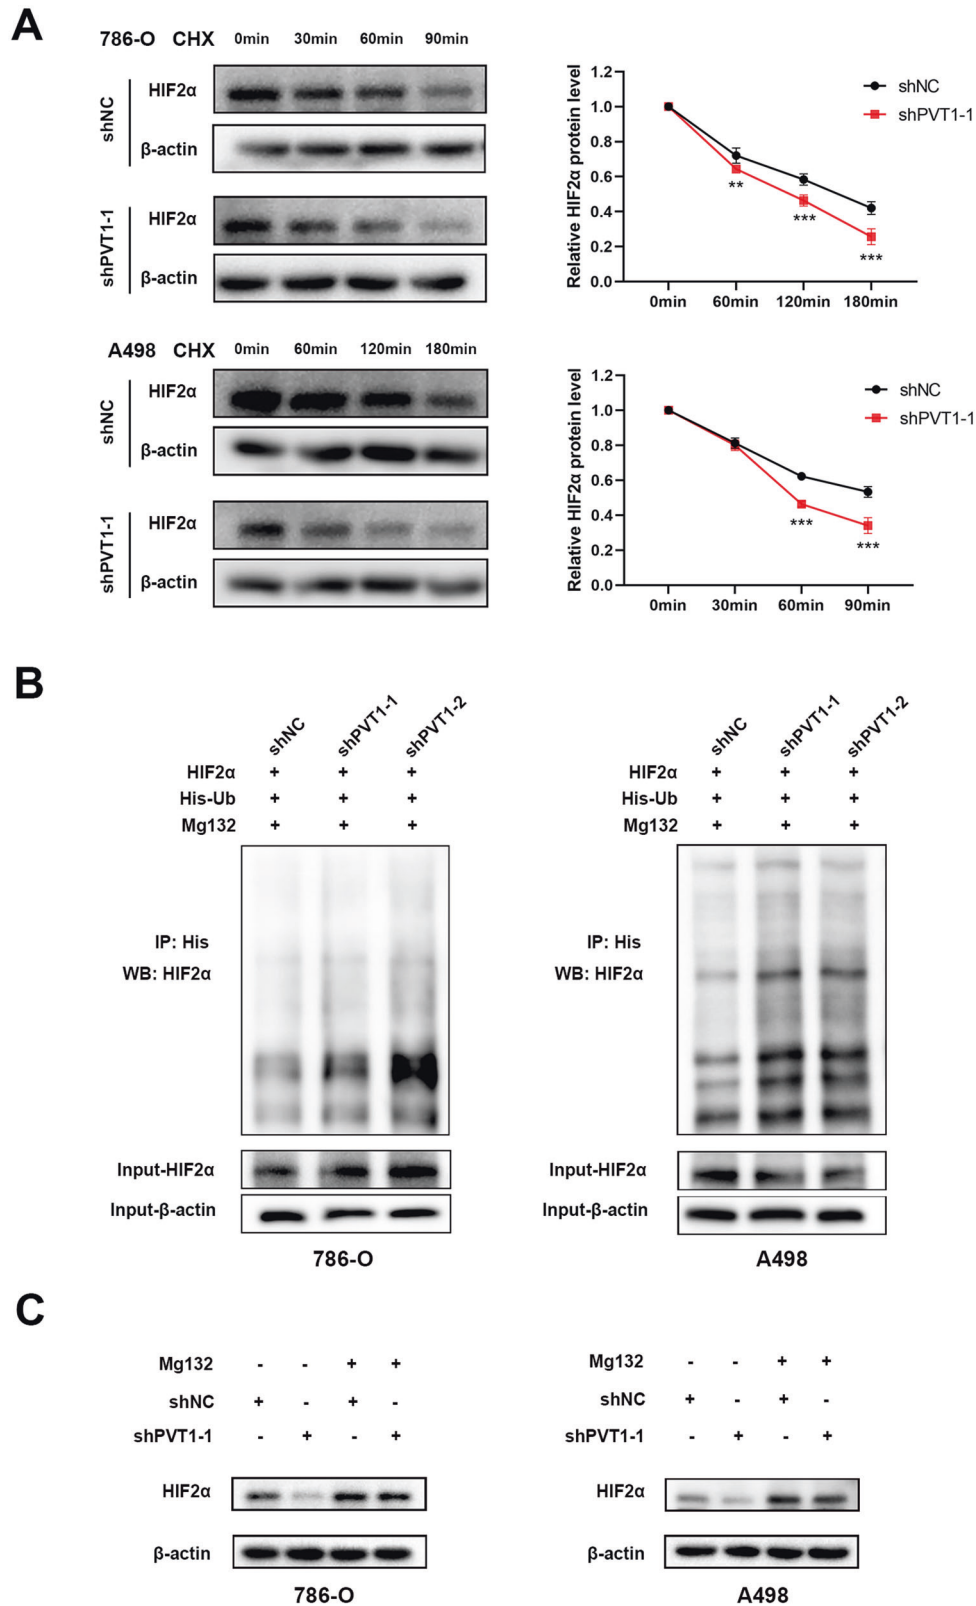 A
786-O CHX 0min 30min 60min 90min
shNC
HIF2α
β-actin
shPVT1-1
HIF2α
β-actin
Relative HIF2α protein level
1.2
1.0
0.8
0.6
0.4
0.2
0.0
shNC
shPVT1-1
**
***
***
0min 60min 120min 180min
A498 CHX 0min 60min 120min 180min
shNC
HIF2α
β-actin
shPVT1-1
HIF2α
β-actin
Relative HIF2α protein level
1.2
1.0
0.8
0.6
0.4
0.2
0.0
shNC
shPVT1-1
***
***
0min 30min 60min 90min
B
shNC shPVT1-1 shPVT1-2
HIF2α + + +
His-Ub + + +
Mg132 + + +
IP: His
WB: HIF2α
Input-HIF2α
Input-β-actin
786-O
shNC shPVT1-1 shPVT1-2
HIF2α + + +
His-Ub + + +
Mg132 + + +
IP: His
WB: HIF2α
Input-HIF2α
Input-β-actin
A498
C
Mg132 - - + +
shNC + - + -
shPVT1-1 - + - +
HIF2α
β-actin
786-O
Mg132 - - + +
shNC + - + -
shPVT1-1 - + - +
HIF2α
β-actin
A498